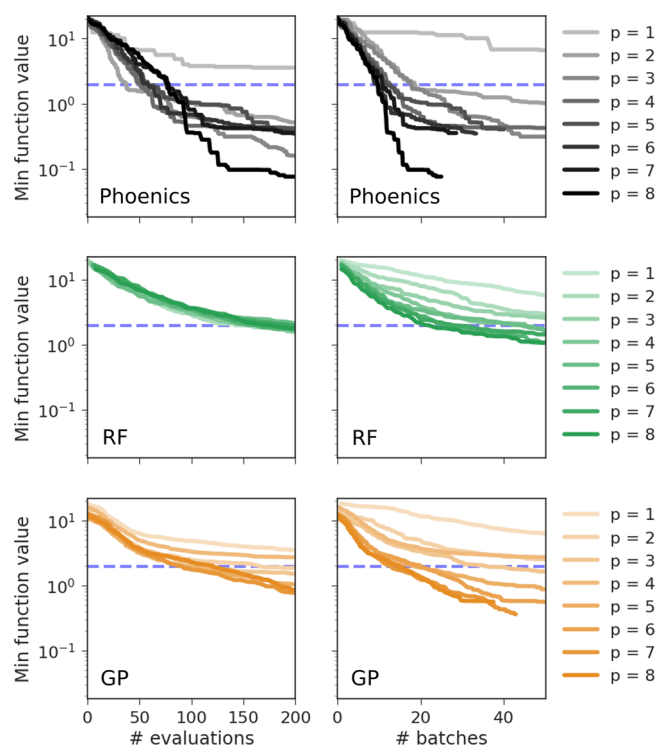 Min function value
10¹
10⁰
10⁻¹
Phoenics
Phoenics
p = 1
p = 2
p = 3
p = 4
p = 5
p = 6
p = 7
p = 8
Min function value
10¹
10⁰
10⁻¹
RF
RF
p = 1
p = 2
p = 3
p = 4
p = 5
p = 6
p = 7
p = 8
Min function value
10¹
10⁰
10⁻¹
GP
GP
p = 1
p = 2
p = 3
p = 4
p = 5
p = 6
p = 7
p = 8
0 50 100 150 200
0 20 40
# evaluations
# batches